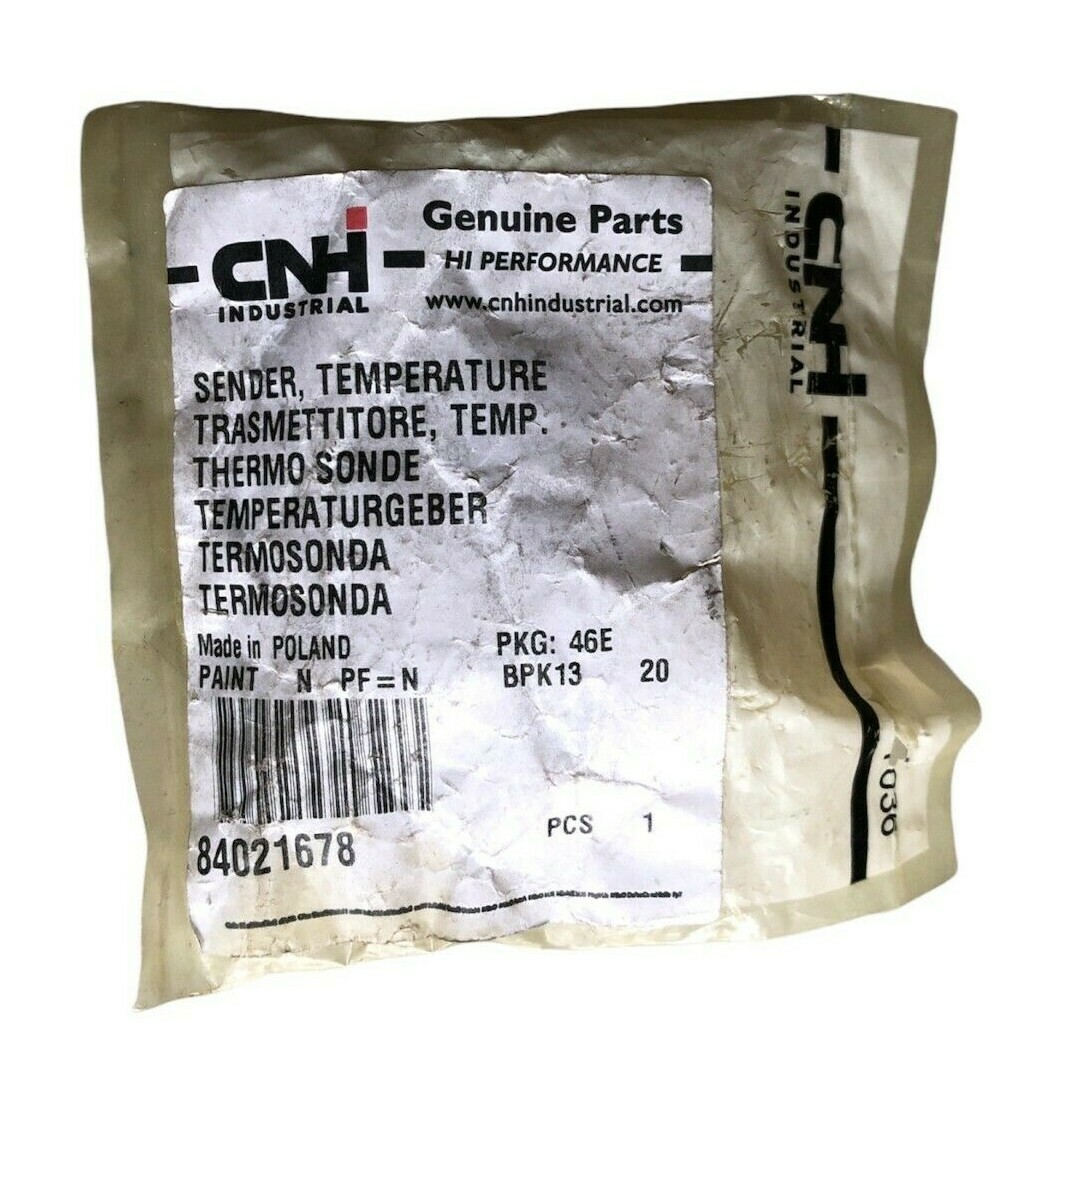 CNH
INDUSTRIAL
Genuine Parts
HI PERFORMANCE
www.cnhindustrial.com
SENDER, TEMPERATURE
TRASMETTITORE, TEMP.
THERMO SONDE
TEMPERATURGEBER
TERMOSONDA
TERMOSONDA
Made in POLAND PKG: 46E
PAINT N PF=N BPK13 20
PCS 1
84021678
CNH
INDUSTRIAL